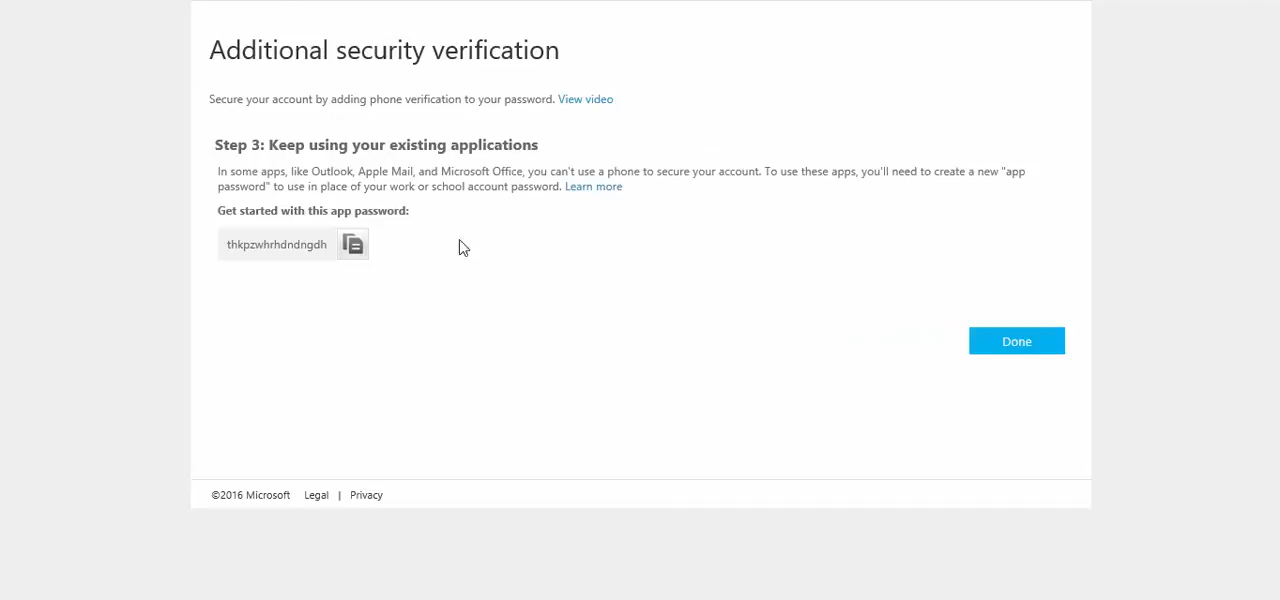 Additional security verification
Secure your account by adding phone verification to your password. View video
Step 3: Keep using your existing applications
In some apps, like Outlook, Apple Mail, and Microsoft Office, you can't use a phone to secure your account. To use these apps, you'll need to create a new "app
password" to use in place of your work or school account password. Learn more
Get started with this app password:
thkpzwhrhdndngdh
Done
©2016 Microsoft Legal | Privacy